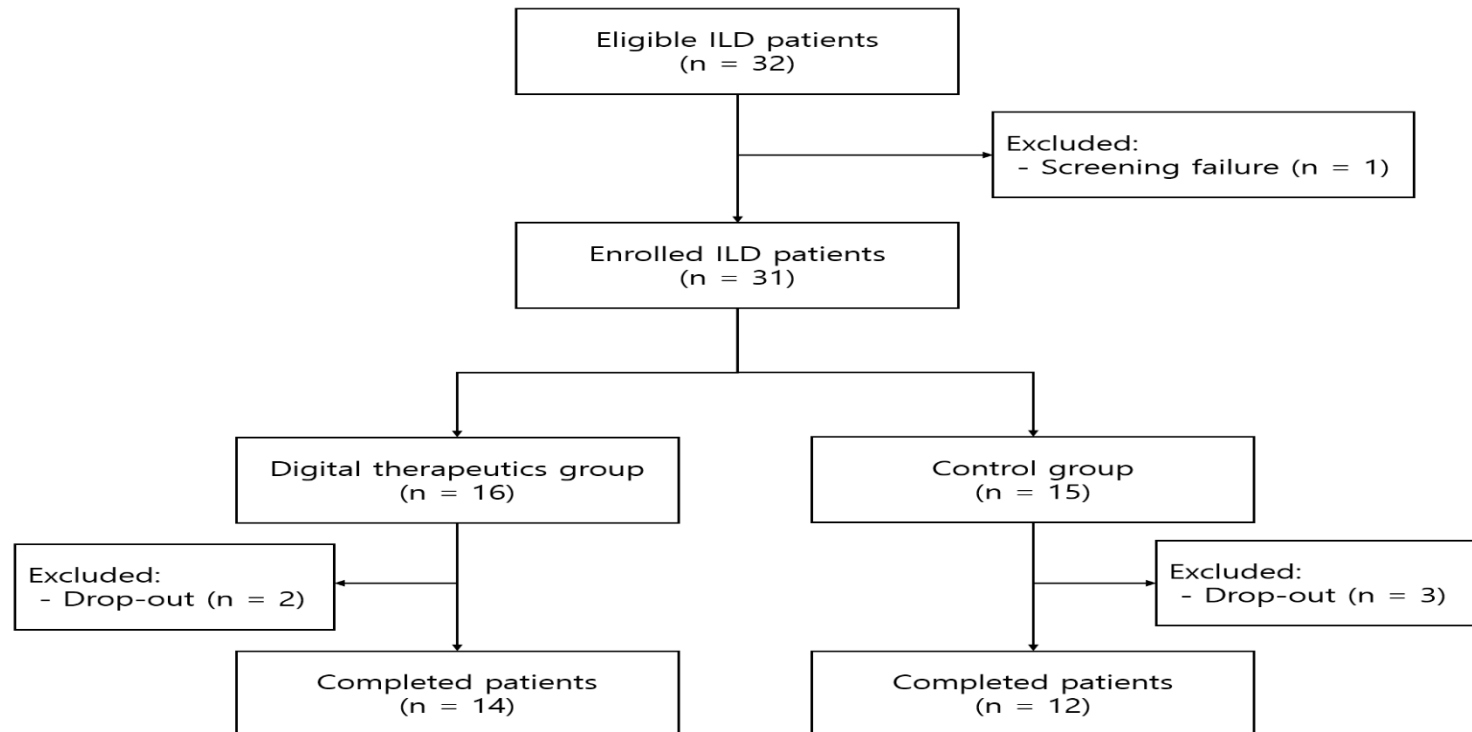 Eligible ILD patients
(n = 32)
Excluded:
- Screening failure (n = 1)
Enrolled ILD patients
(n = 31)
Digital therapeutics group
(n = 16)
Control group
(n = 15)
Excluded:
- Drop-out (n = 2)
Excluded:
- Drop-out (n = 3)
Completed patients
(n = 14)
Completed patients
(n = 12)